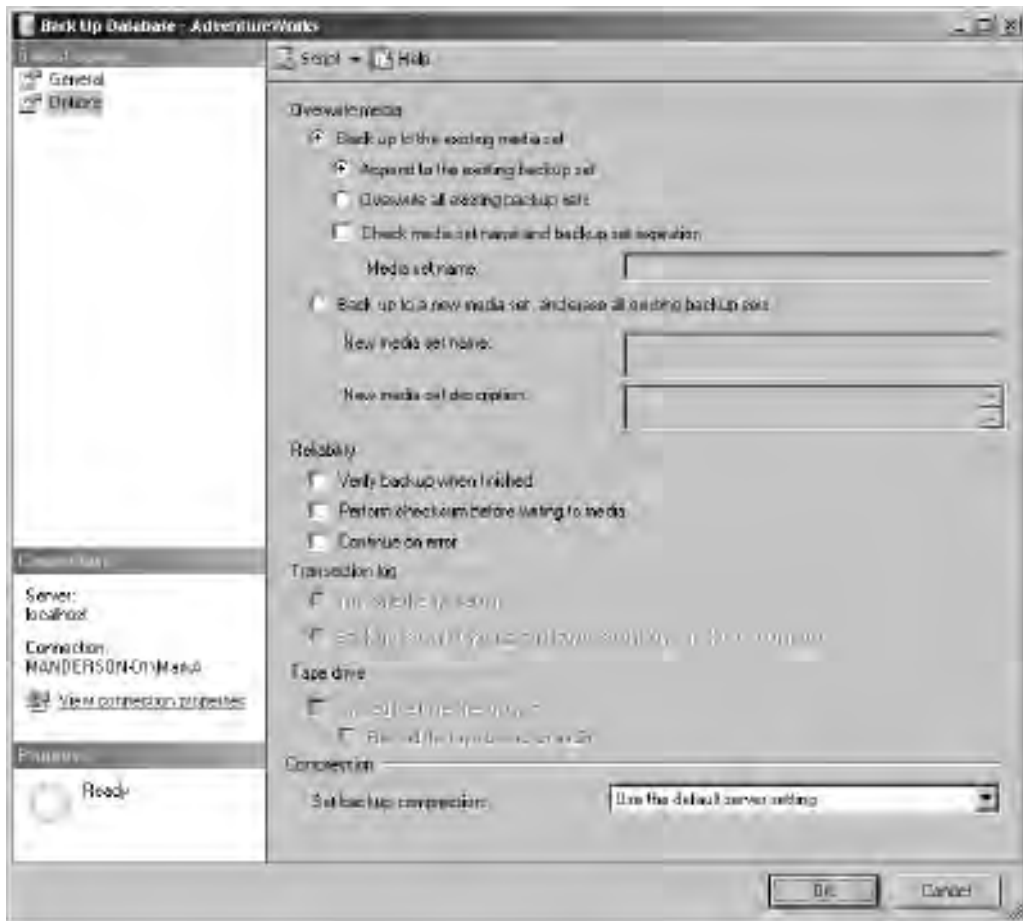 Back Up Database - AdventureWorks
Script Help
General
Options
Overwrite media
Back up to the existing media set
Append to the existing backup set
Overwrite all existing backup sets
Check media set name and backup set expiration
Media set name:
Back up to a new media set, and erase all existing backup sets
New media set name:
New media set description:
Reliability
Verify backup when finished
Perform checksum before writing to media
Continue on error
Transaction log
Tape drive
Compression
Set backup compression:
Use the default server setting
Connection
Server:
localhost
Connection:
View connection properties
Progress
Ready
OK
Cancel